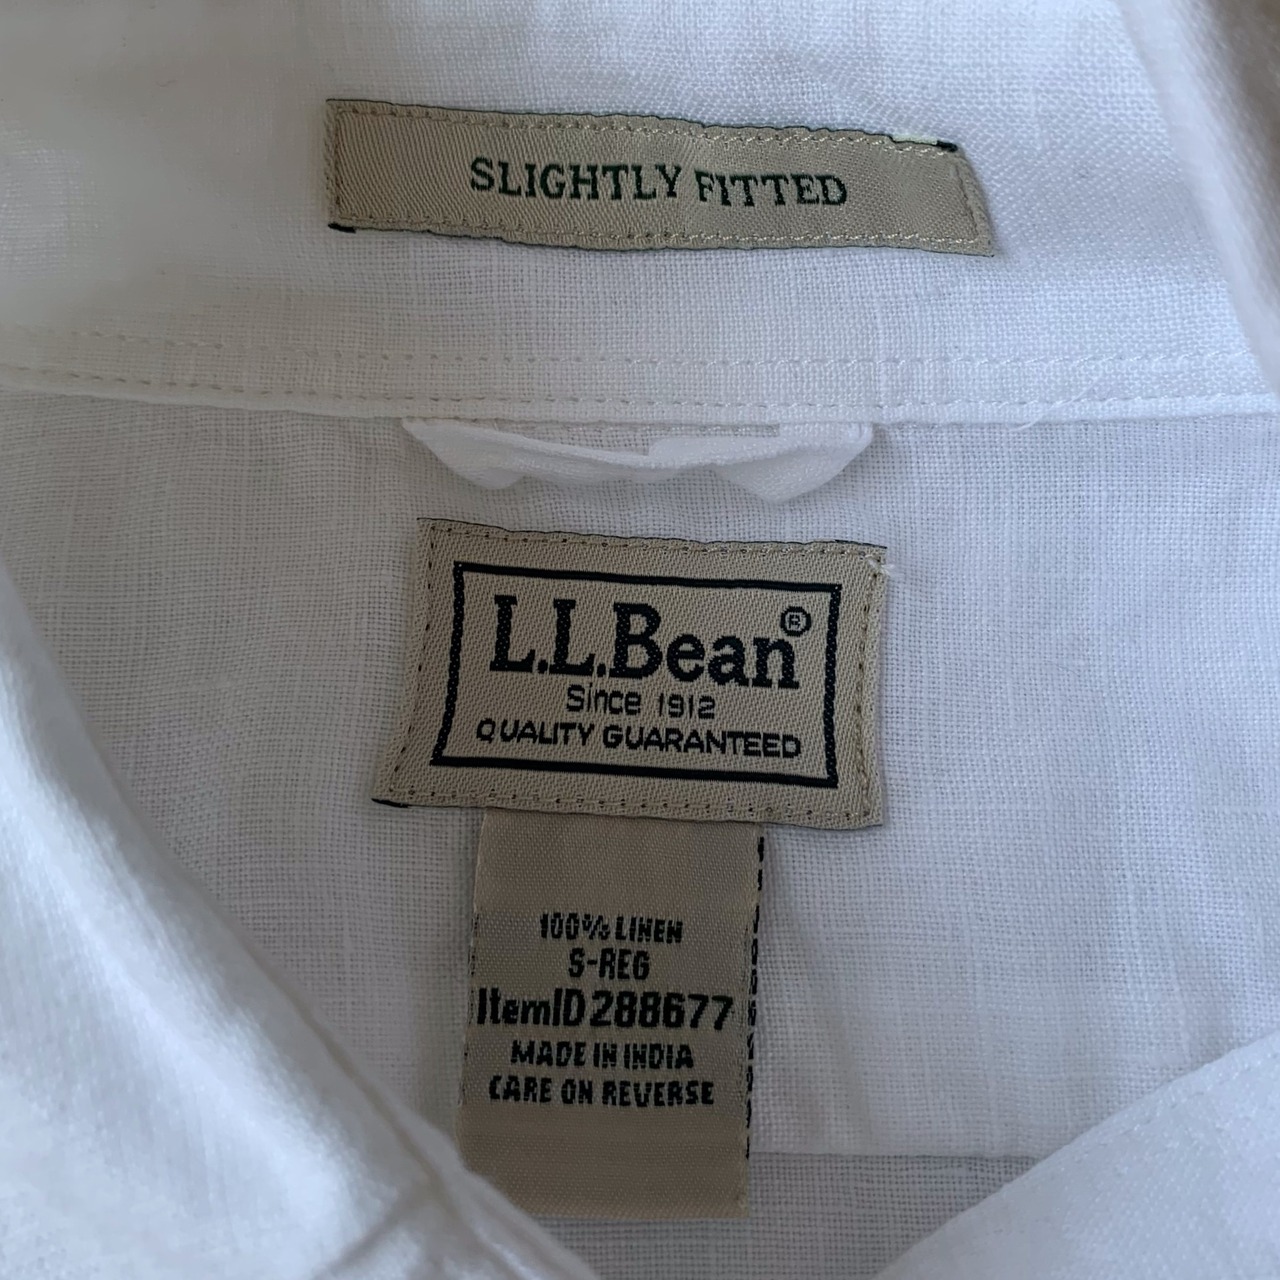 SLIGHTLY FITTED
L.L.Bean®
Since 1912
QUALITY GUARANTEED
100% LINEN
S-REG
ItemID 288677
MADE IN INDIA
CARE ON REVERSE